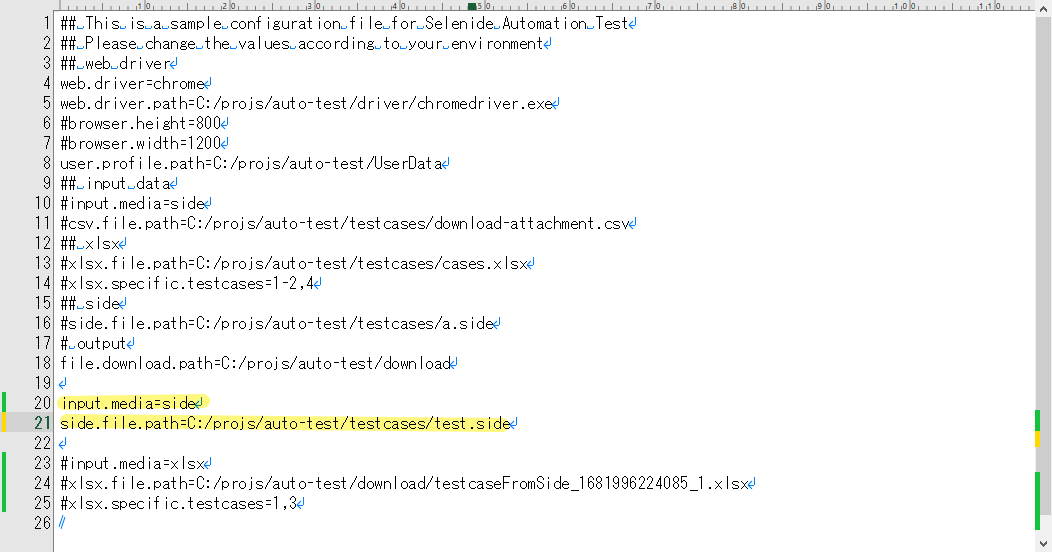 1 ## This is a sample configuration file for Selenide Automation Test
2 ## Please change the values according to your environment
3 ## web driver
4 web.driver=chrome
5 web.driver.path=C:/projs/auto-test/driver/chromedriver.exe
6 #browser.height=800
7 #browser.width=1200
8 user.profile.path=C:/projs/auto-test/UserData
9 ## input data
10 #input.media=side
11 #csv.file.path=C:/projs/auto-test/testcases/download-attachment.csv
12 ## xlsx
13 #xlsx.file.path=C:/projs/auto-test/testcases/cases.xlsx
14 #xlsx.specific.testcases=1-2,4
15 ## side
16 #side.file.path=C:/projs/auto-test/testcases/a.side
17 # output
18 file.download.path=C:/projs/auto-test/download
19
20 input.media=side
21 side.file.path=C:/projs/auto-test/testcases/test.side
22
23 #input.media=xlsx
24 #xlsx.file.path=C:/projs/auto-test/download/testcaseFromSide_1681996224085_1.xlsx
25 #xlsx.specific.testcases=1,3
26